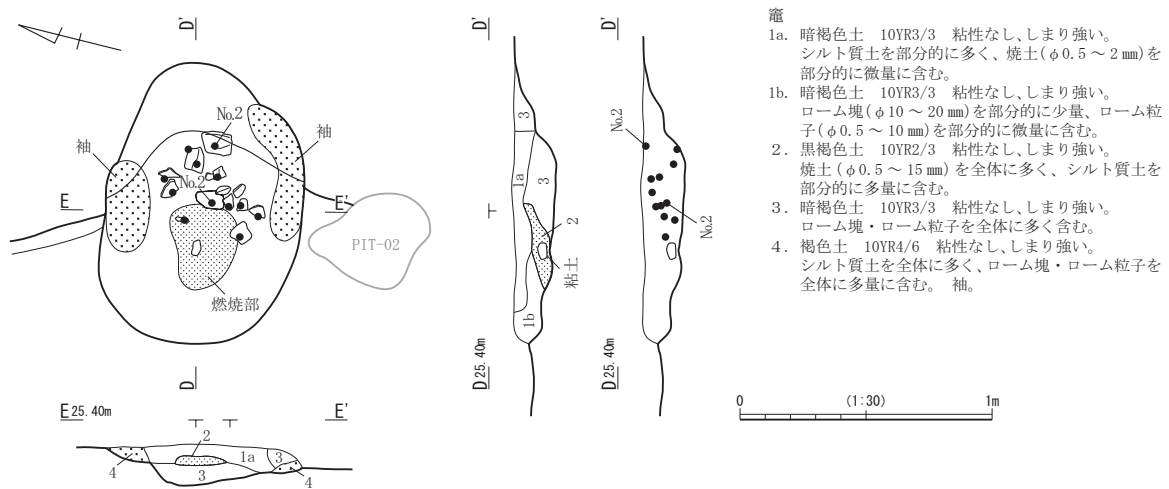 竈
1a. 暗褐色土　10YR3/3　粘性なし、しまり強い。
シルト質土を部分的に多く、焼土(φ0.5～2㎜)を
部分的に微量に含む。
1b. 暗褐色土　10YR3/3　粘性なし、しまり強い。
ローム塊(φ10～20㎜)を部分的に少量、ローム粒
子(φ0.5～10㎜)を部分的に微量に含む。
2. 黒褐色土　10YR2/3　粘性なし、しまり強い。
焼土(φ0.5～15㎜)を全体に多く、シルト質土を
部分的に多量に含む。
3. 暗褐色土　10YR3/3　粘性なし、しまり強い。
ローム塊・ローム粒子を全体に多く含む。
4. 褐色土　10YR4/6　粘性なし、しまり強い。
シルト質土を全体に多く、ローム塊・ローム粒子を
全体に多量に含む。　袖。
D'
No.2
袖
袖
No.2
E
E'
PIT-02
燃焼部
D
D'
3
1a
3
2
粘土
1b
D 25.40m
D'
No.2
No.2
D 25.40m
0
(1:30)
1m
E 25.40m
E'
2
1a
3
4
3
4